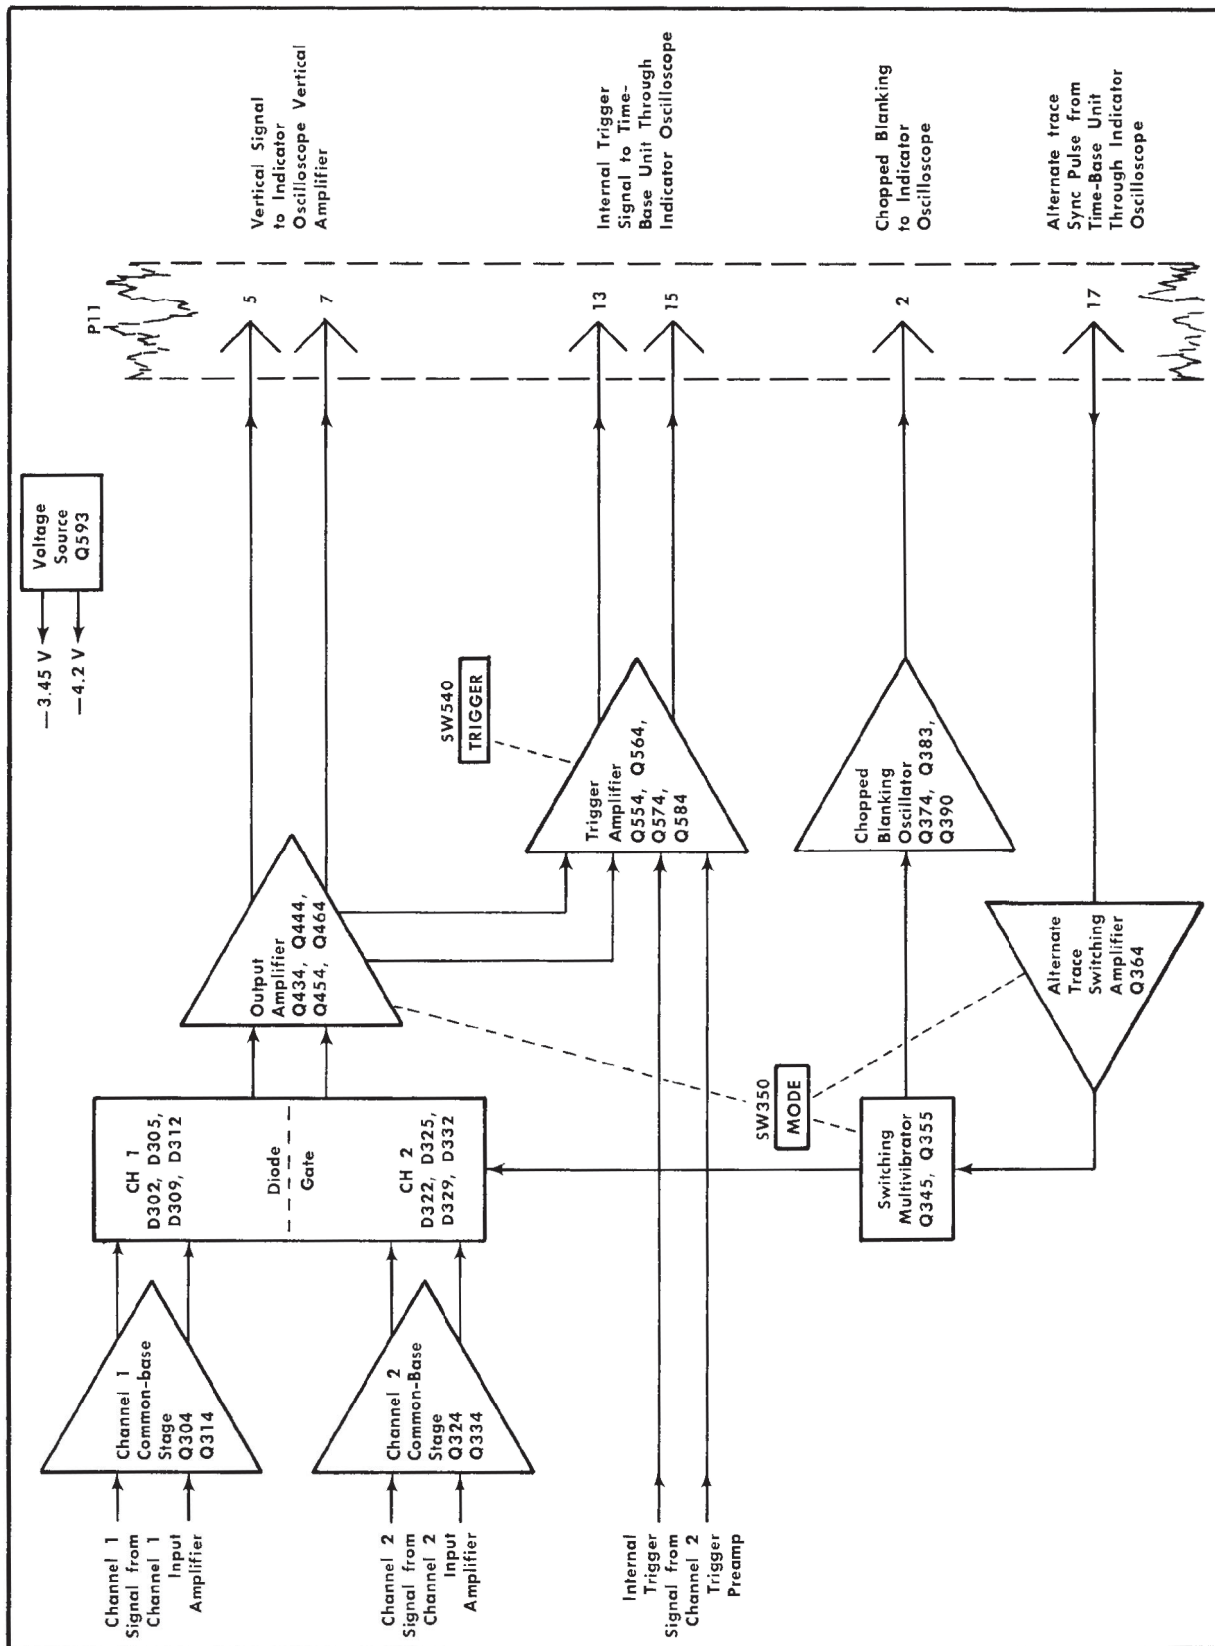 Channel 1
Signal from
Channel 1
Input
Amplifier
Channel 1
Common-base
Stage
Q304
Q314
CH 1
D302, D305,
D309, D312
Diode
Gate
CH 2
D322, D325,
D329, D332
Channel 2
Signal from
Channel 2
Input
Amplifier
Channel 2
Common-Base
Stage
Q324
Q334
Output
Amplifier
Q434, Q444,
Q454, Q464
—3.45 V
—4.2 V
Voltage
Source
Q593
P11
5
7
Vertical Signal
to Indicator
Oscilloscope Vertical
Amplifier
Internal
Trigger
Signal from
Channel 2
Trigger
Preamp
SW540
TRIGGER
Trigger
Amplifier
Q554, Q564,
Q574,
Q584
13
15
Internal Trigger
Signal to Time-
Base Unit Through
Indicator Oscilloscope
SW350
MODE
Switching
Multivibrator
Q345, Q355
Chopped
Blanking
Oscillator
Q374, Q383,
Q390
2
Chopped Blanking
to Indicator
Oscilloscope
Alternate
Trace
Switching
Amplifier
Q364
17
Alternate trace
Sync Pulse from
Time-Base Unit
Through Indicator
Oscilloscope